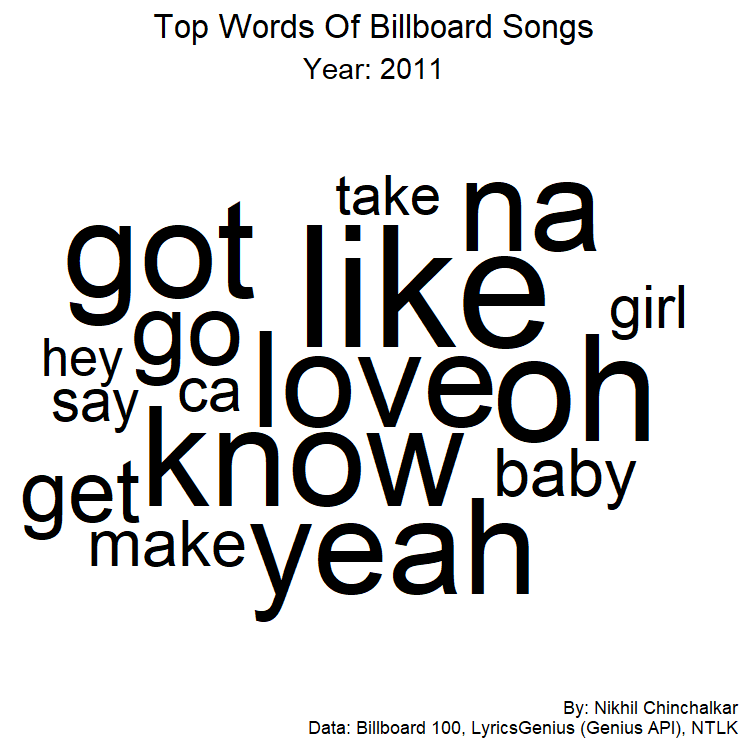 Top Words Of Billboard Songs
Year: 2011
take
na
got
like
girl
go
hey
love
oh
ca
say
know
baby
get
make
yeah
By: Nikhil Chinchalkar
Data: Billboard 100, LyricsGenius (Genius API), NTLK